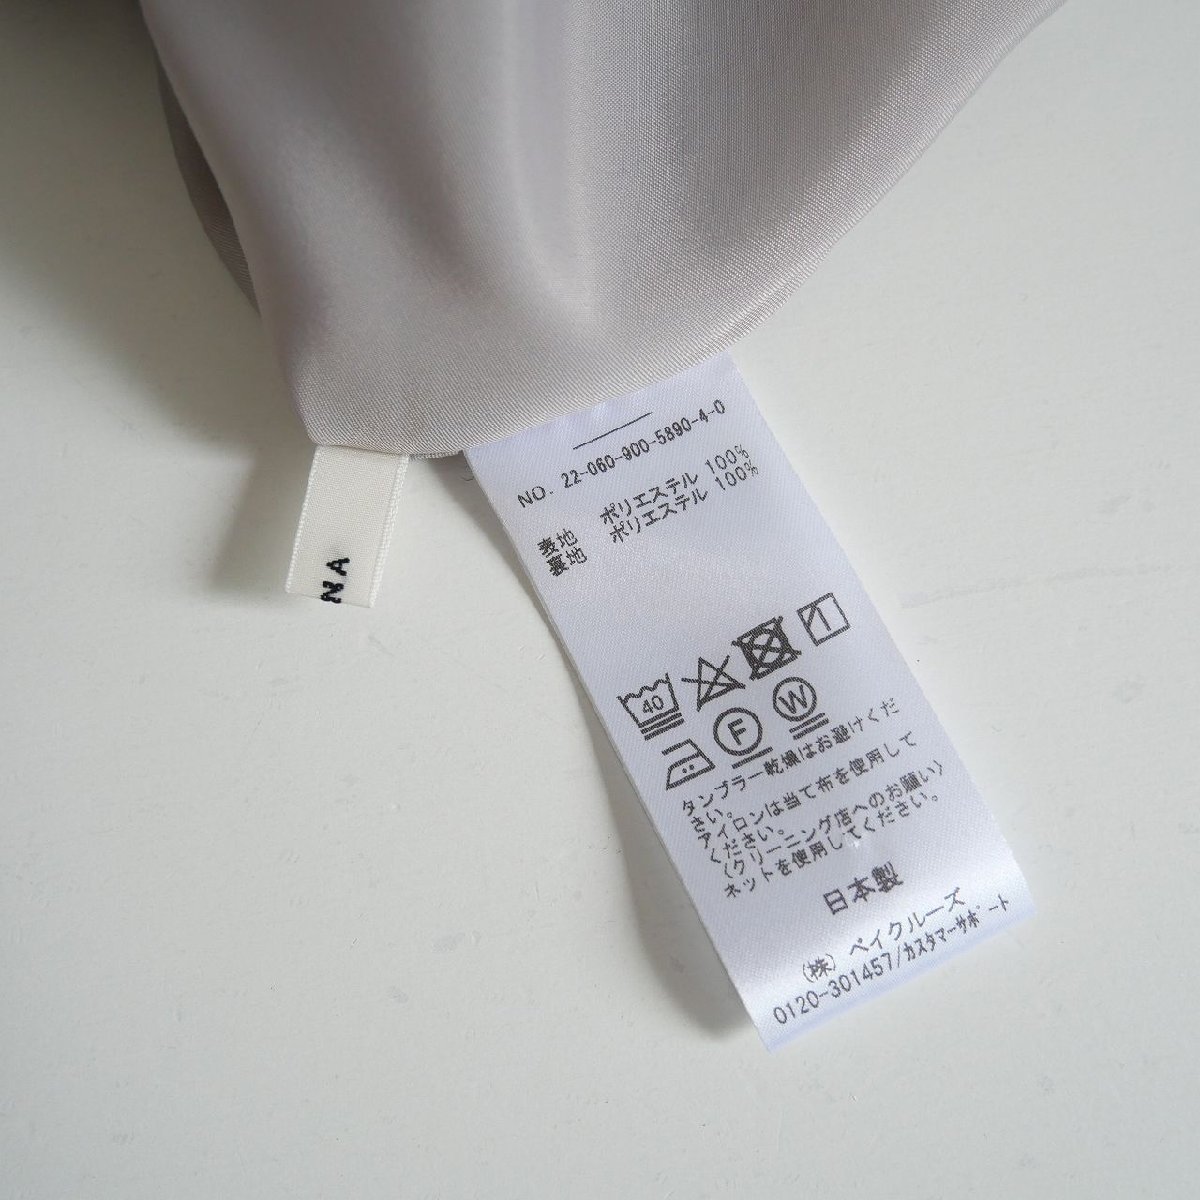 NO. 22-060-900-5890-4-0
表地 ポリエステル 100%
裏地 ポリエステル 100%
40
F
W
タンブラー乾燥はお避けくだ
さい。
アイロンは当て布を使用して
ください。
〈クリーニング店へのお願い〉
ネットを使用してください。
日本製
(株) ベイクルーズ
0120-301457/カスタマーサポート
NA